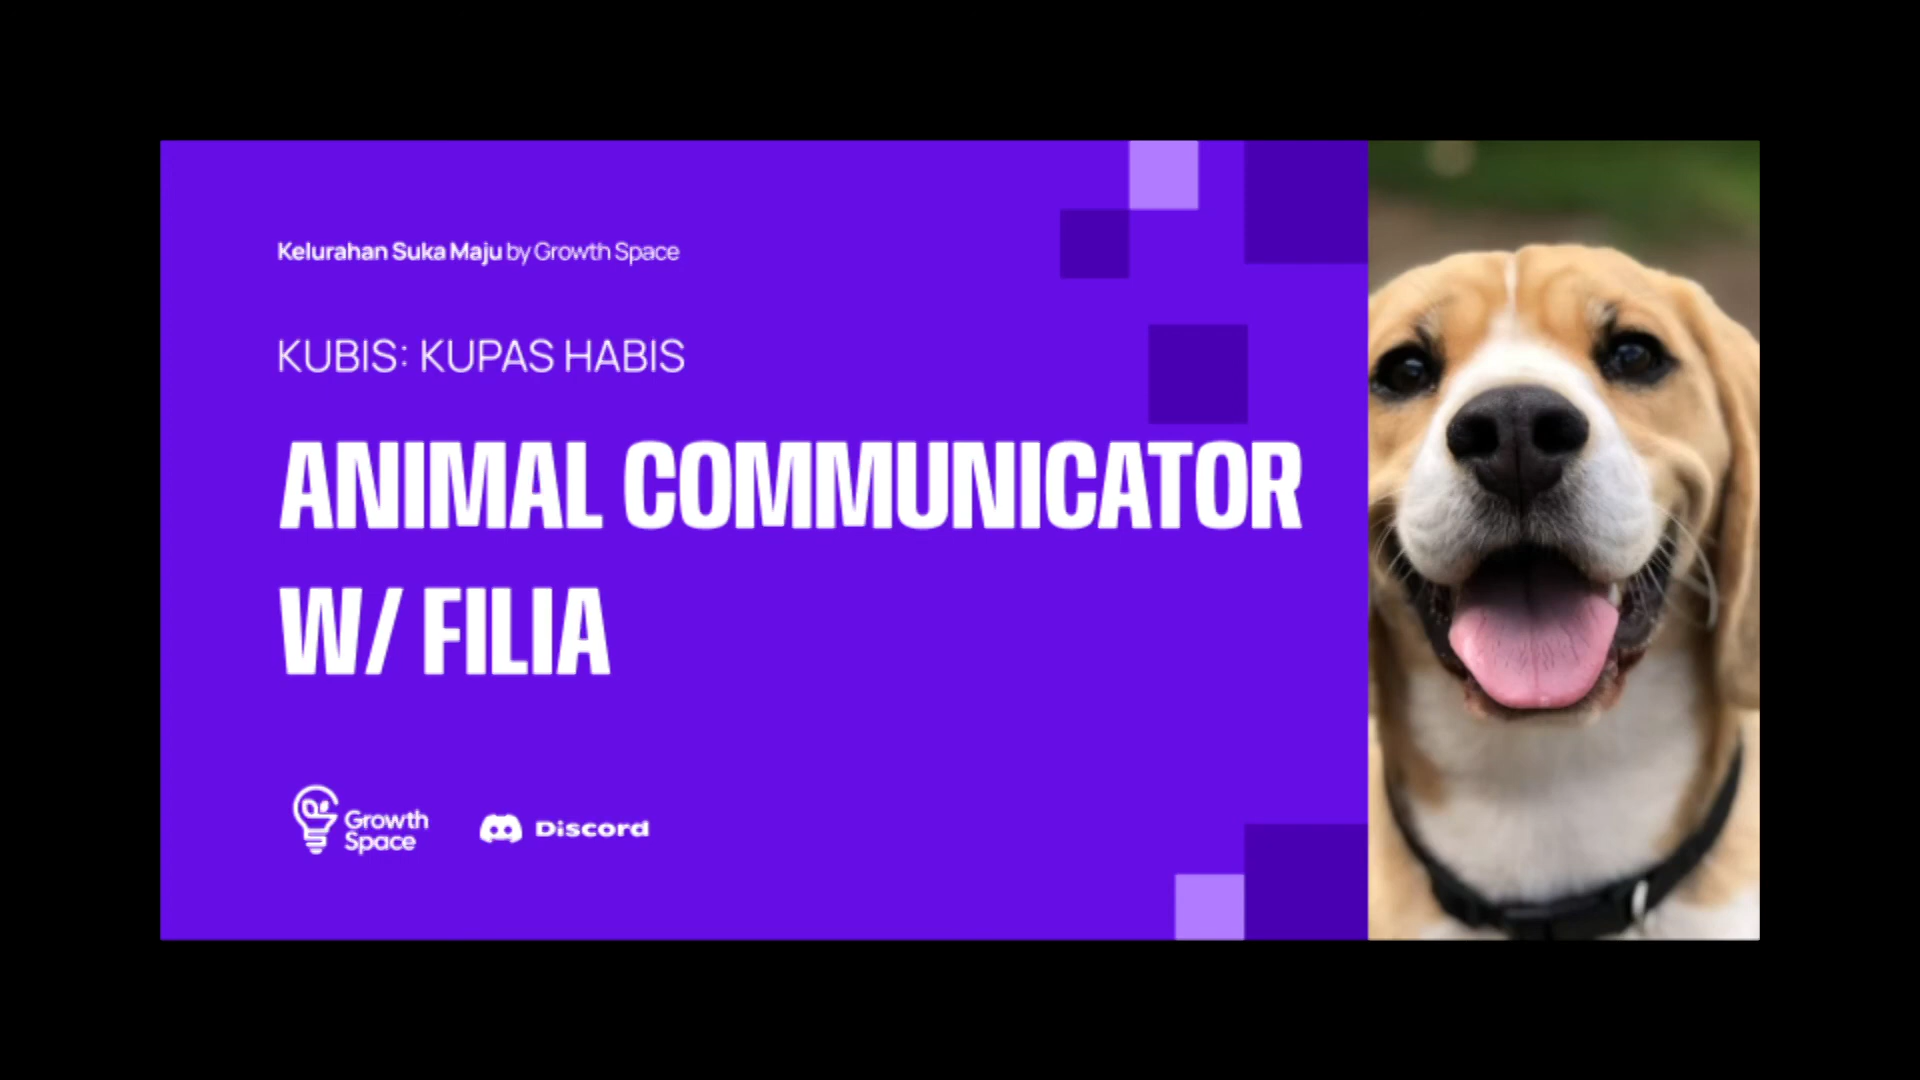 Kelurahan Suka Maju by Growth Space
KUBIS: KUPAS HABIS
ANIMAL COMMUNICATOR
W/ FILIA
Growth
Space
Discord